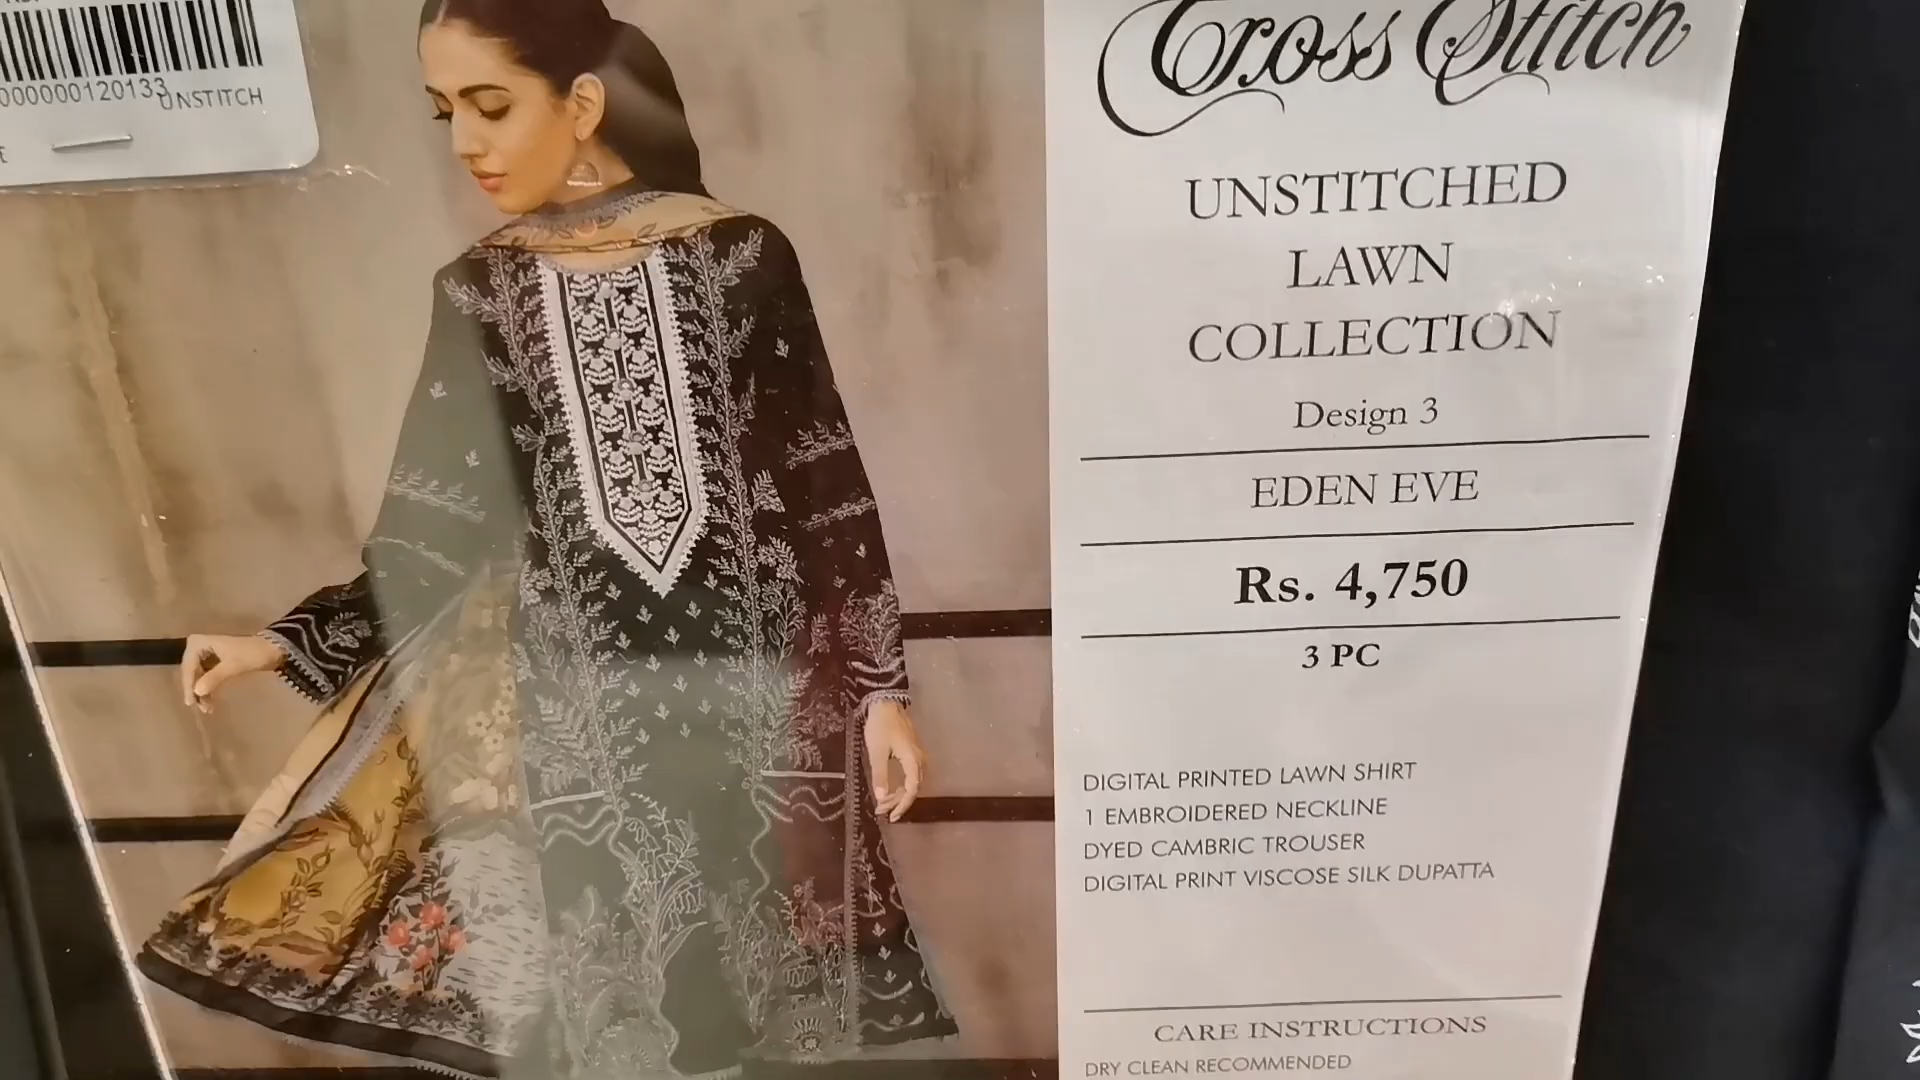 000000120133
UNSTITCH
Cross Stitch
UNSTITCHED
LAWN
COLLECTION
Design 3
EDEN EVE
Rs. 4,750
3 PC
DIGITAL PRINTED LAWN SHIRT
1 EMBROIDERED NECKLINE
DYED CAMBRIC TROUSER
DIGITAL PRINT VISCOSE SILK DUPATTA
CARE INSTRUCTIONS
DRY CLEAN RECOMMENDED